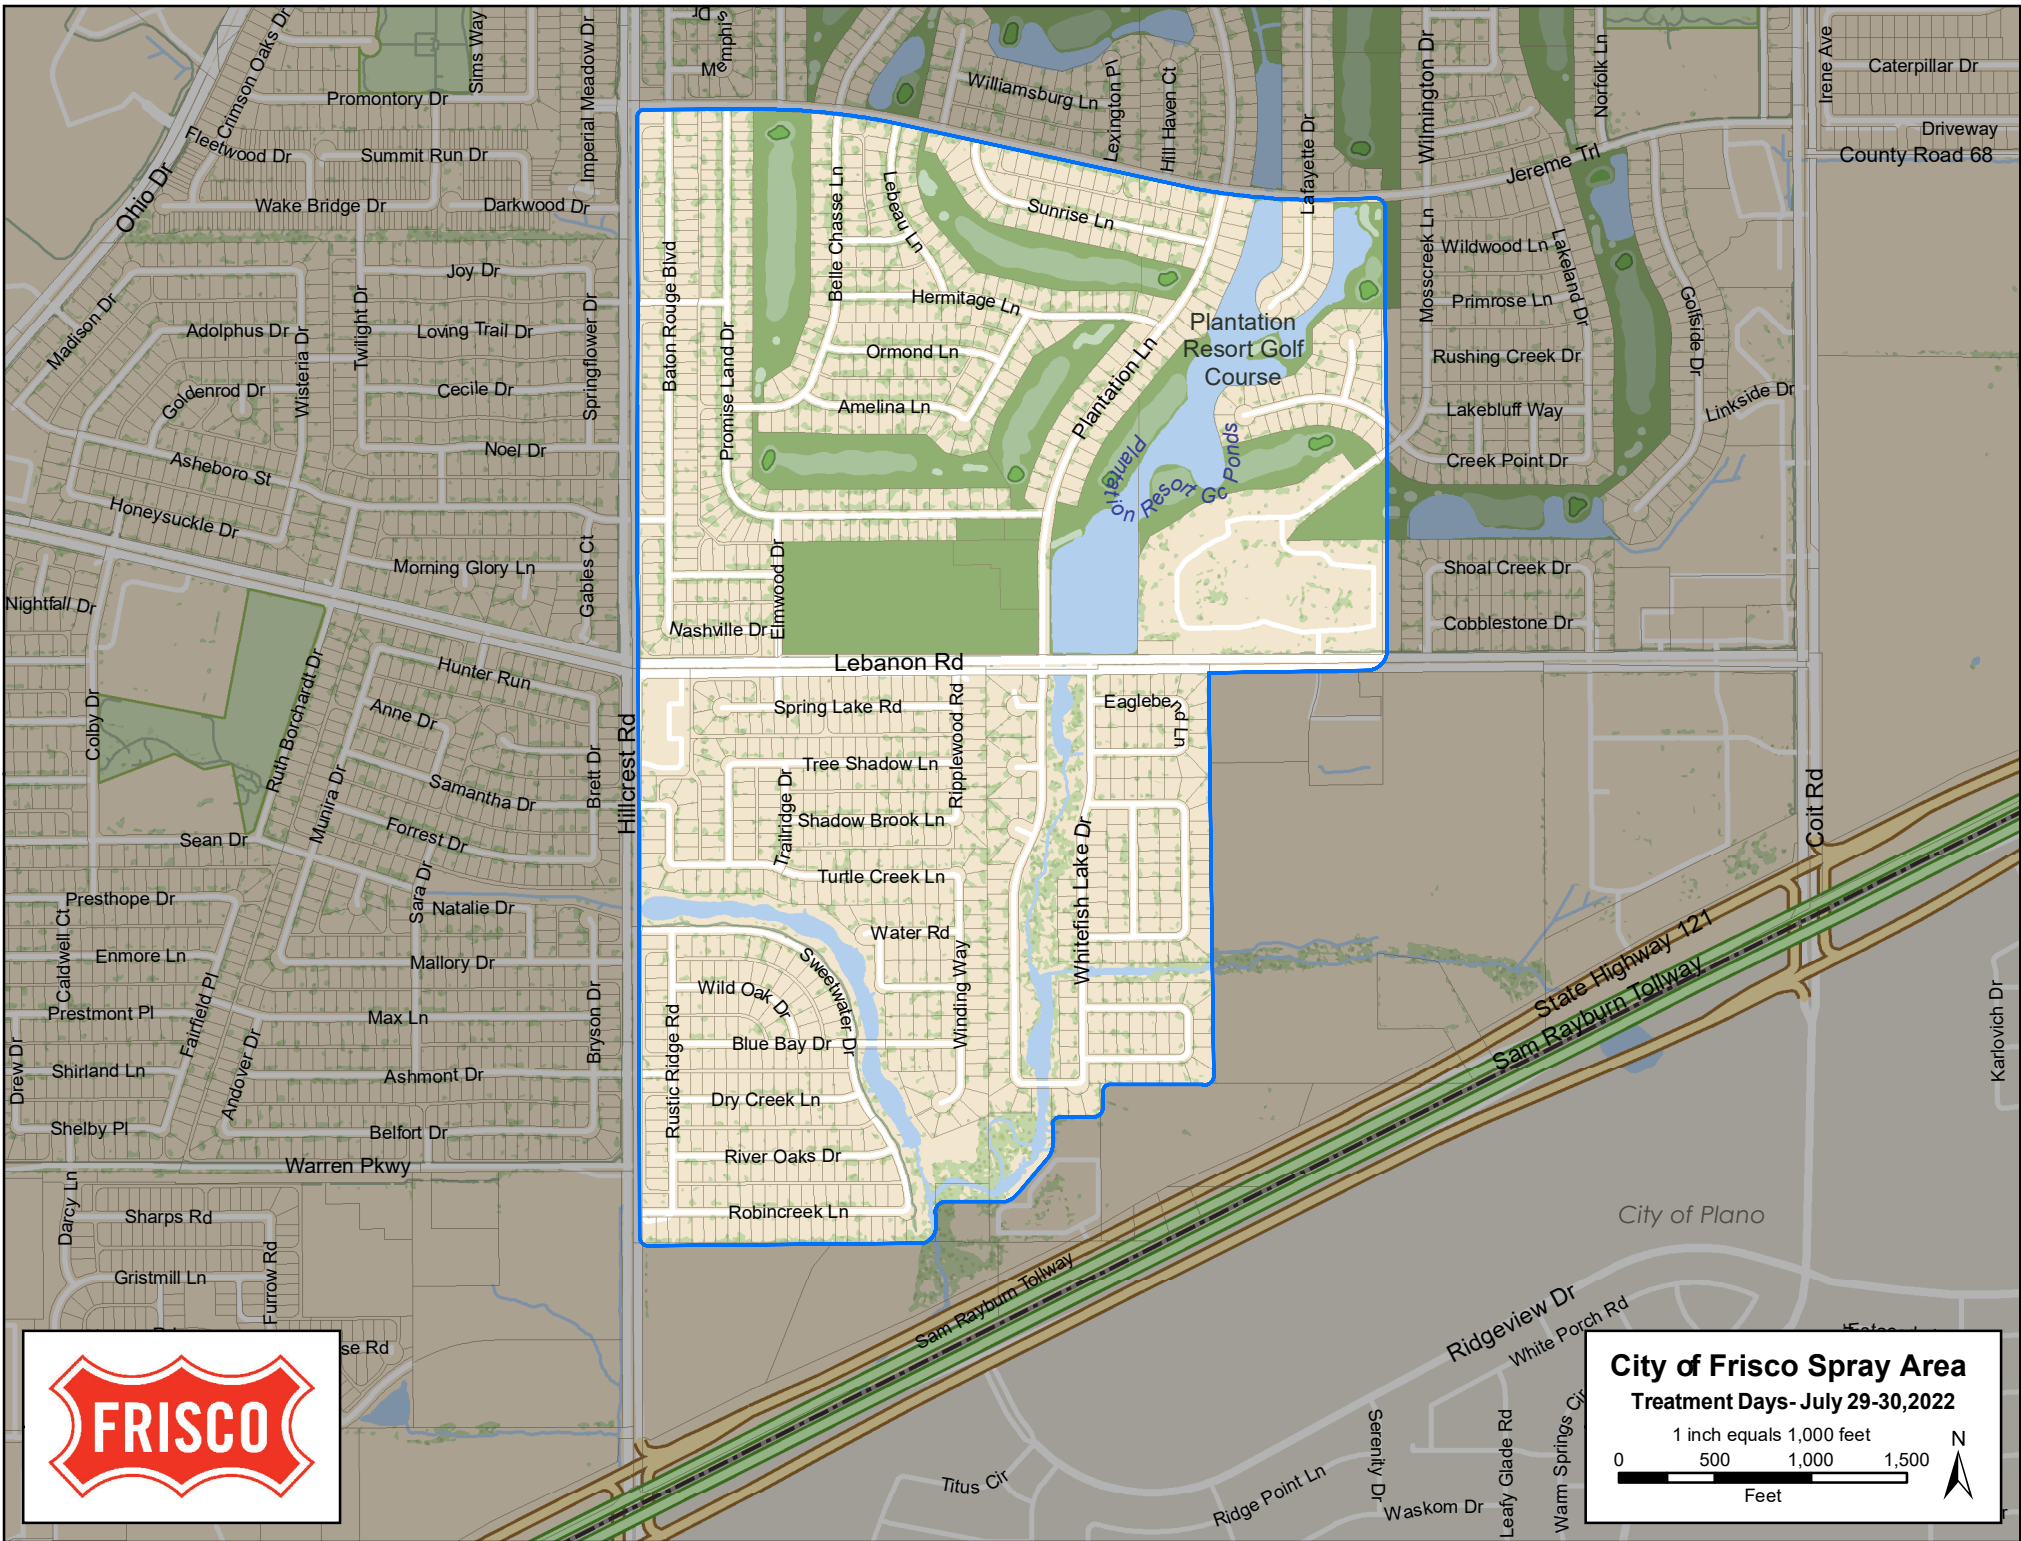 Crimson Oaks Dr
Sims Way
Imperial Meadow Dr
Memphis Dr
Promontory Dr
Fleetwood Dr
Summit Run Dr
Wake Bridge Dr
Darkwood Dr
Ohio Dr
Williamsburg Ln
Lexington Pl
Hill Haven Ct
Lafayette Dr
Wilmington Dr
Norfolk Ln
Jereme Trl
Irene Ave
Caterpillar Dr
Driveway
County Road 68
Joy Dr
Madison Dr
Adolphus Dr
Wisteria Dr
Twilight Dr
Loving Trail Dr
Springflower Dr
Goldenrod Dr
Cecile Dr
Noel Dr
Asheboro St
Honeysuckle Dr
Morning Glory Ln
Gables Ct
Nightfall Dr
Baton Rouge Blvd
Promise Land Dr
Belle Chasse Ln
Lebeau Ln
Sunrise Ln
Hermitage Ln
Ormond Ln
Amelina Ln
Plantation Ln
Plantation
Resort Golf
Course
Plantation Resort Gc Ponds
Elmwood Dr
Nashville Dr
Lebanon Rd
Mosscreek Ln
Wildwood Ln
Lakeland Dr
Primrose Ln
Rushing Creek Dr
Golfside Dr
Linkside Dr
Lakebluff Way
Creek Point Dr
Shoal Creek Dr
Cobblestone Dr
Hunter Run
Ruth Borchardt Dr
Colby Dr
Anne Dr
Munira Dr
Samantha Dr
Brett Dr
Hillcrest Rd
Forrest Dr
Sean Dr
Sara Dr
Presthope Dr
Natalie Dr
Caldwell Ct
Enmore Ln
Mallory Dr
Fairfield Pl
Prestmont Pl
Max Ln
Bryson Dr
Drew Dr
Shirland Ln
Andover Dr
Ashmont Dr
Shelby Pl
Belfort Dr
Warren Pkwy
Darcy Ln
Sharps Rd
Gristmill Ln
Furrow Rd
se Rd
Spring Lake Rd
Ripplewood Rd
Eaglebend Ln
Tree Shadow Ln
Trailridge Dr
Shadow Brook Ln
Turtle Creek Ln
Whitefish Lake Dr
Water Rd
Winding Way
Sweetwater Dr
Wild Oak Dr
Blue Bay Dr
Rustic Ridge Rd
Dry Creek Ln
River Oaks Dr
Robincreek Ln
Coit Rd
State Highway 121
Sam Rayburn Tollway
Karlovich Dr
Sam Rayburn Tollway
City of Plano
Ridgeview Dr
White Porch Rd
Serenity Dr
Leafy Glade Rd
Warm Springs Cir
Titus Cir
Ridge Point Ln
Waskom Dr
FRISCO
City of Frisco Spray Area
Treatment Days- July 29-30,2022
1 inch equals 1,000 feet
N
0 500 1,000 1,500
Feet